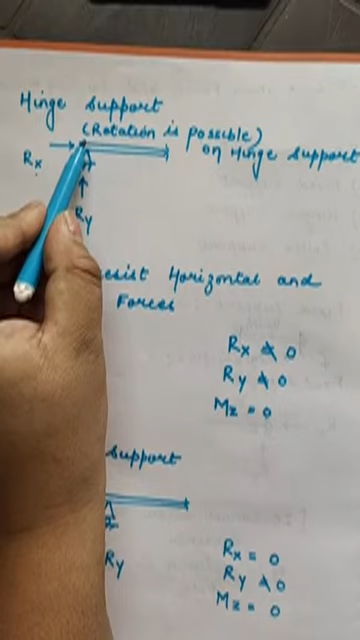 Hinge support
(Rotation is possible)
on Hinge support
Rx
Ry
esist Horizontal and
Forces
Rx ≠ 0
Ry ≠ 0
Mz = 0
support
Ry
Rx = 0
Ry ≠ 0
Mz = 0